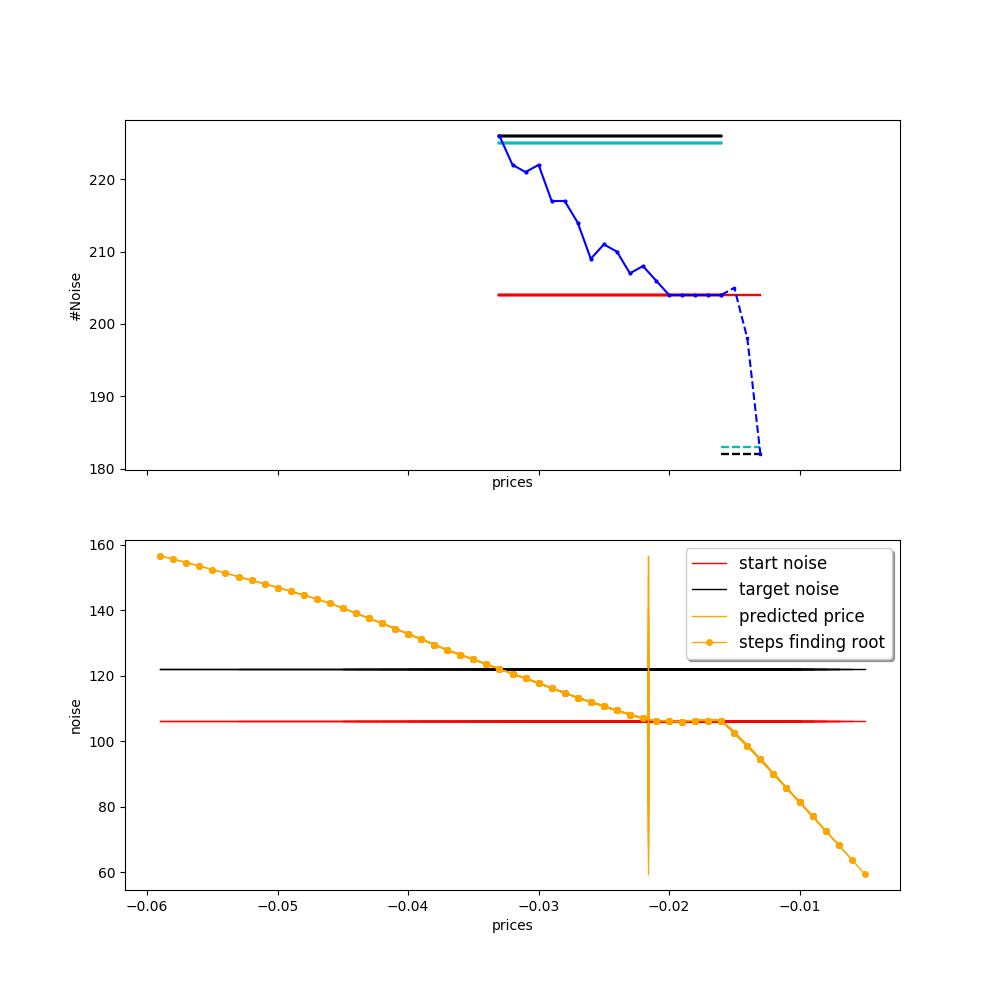 220
210
200
190
180
#Noise
prices
160
140
120
100
80
60
noise
start noise
target noise
predicted price
steps finding root
−0.06 −0.05 −0.04 −0.03 −0.02 −0.01
prices